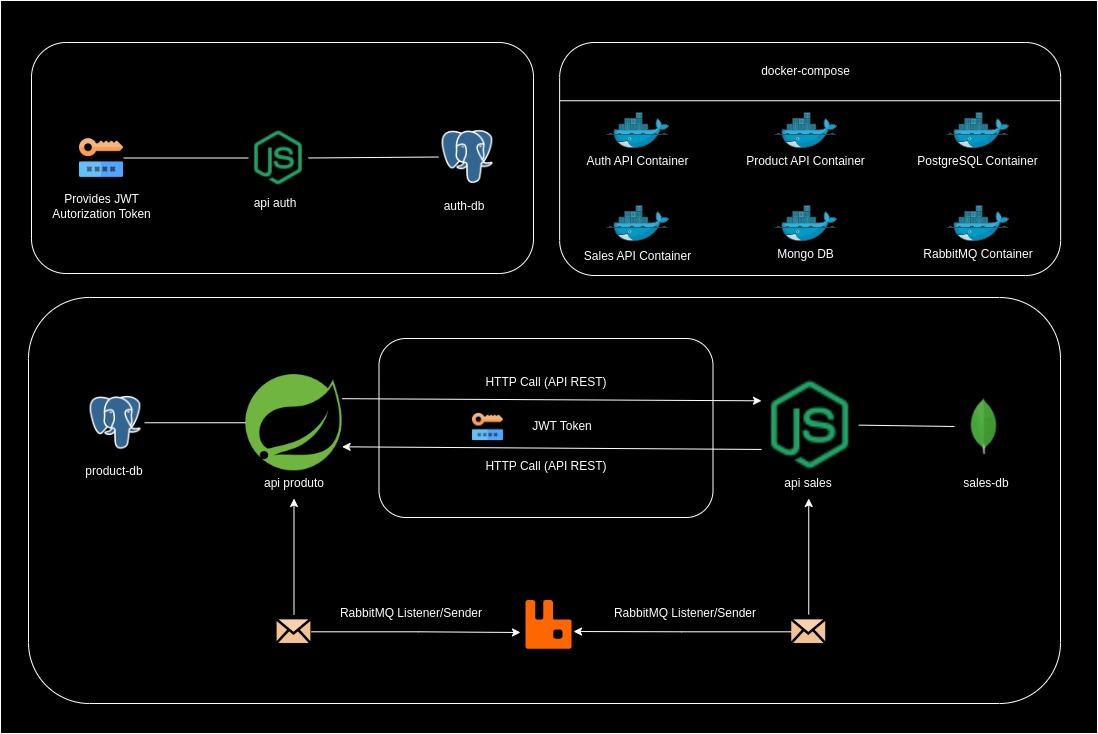 docker-compose
Provides JWT
Autorization Token
JS
api auth
auth-db
Auth API Container
Product API Container
PostgreSQL Container
Sales API Container
Mongo DB
RabbitMQ Container
HTTP Call (API REST)
JWT Token
HTTP Call (API REST)
product-db
api produto
JS
api sales
sales-db
RabbitMQ Listener/Sender
RabbitMQ Listener/Sender